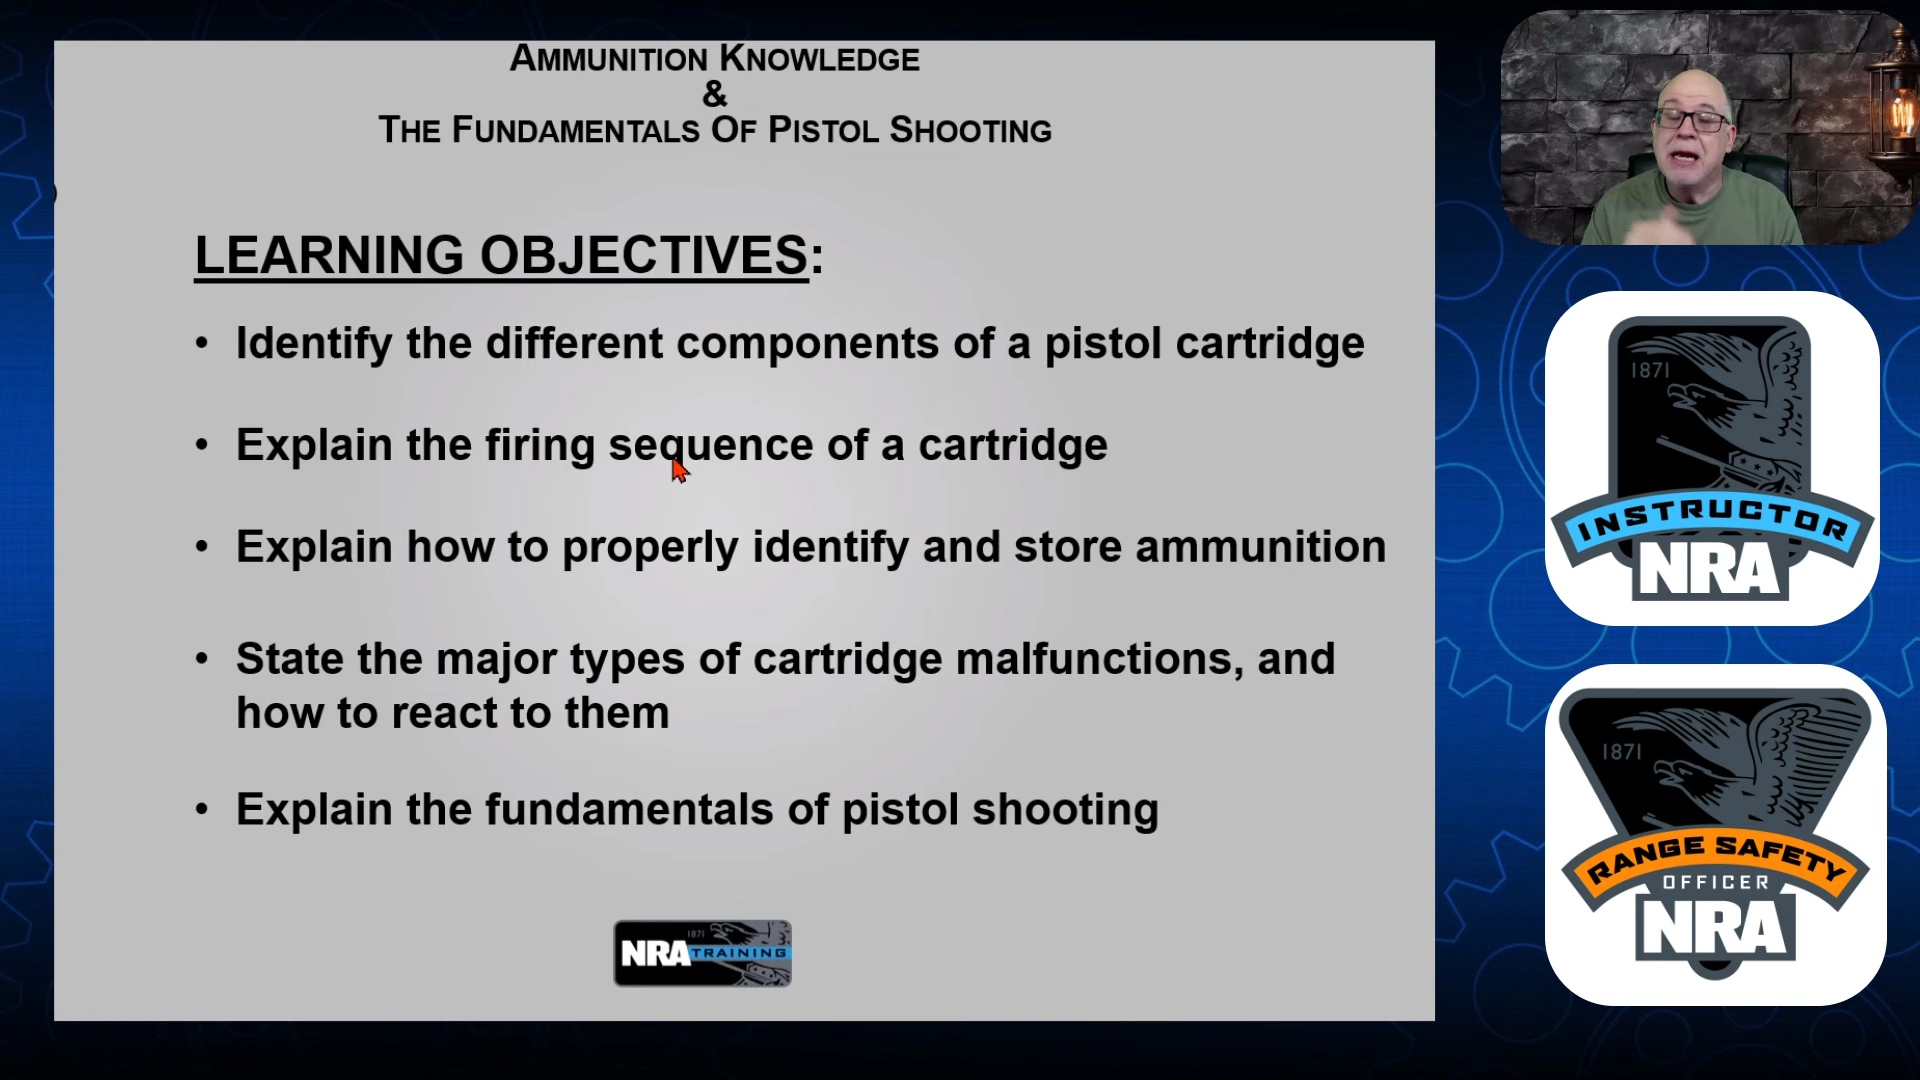 AMMUNITION KNOWLEDGE
&
THE FUNDAMENTALS OF PISTOL SHOOTING
)
LEARNING OBJECTIVES:
• Identify the different components of a pistol cartridge
• Explain the firing sequence of a cartridge
• Explain how to properly identify and store ammunition
• State the major types of cartridge malfunctions, and
how to react to them
• Explain the fundamentals of pistol shooting
1871
NRA TRAINING
1871
INSTRUCTOR
NRA
1871
RANGE SAFETY
OFFICER
NRA